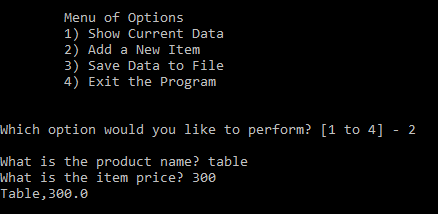 Menu of Options
1) Show Current Data
2) Add a New Item
3) Save Data to File
4) Exit the Program
Which option would you like to perform? [1 to 4] - 2
What is the product name? table
What is the item price? 300
Table,300.0